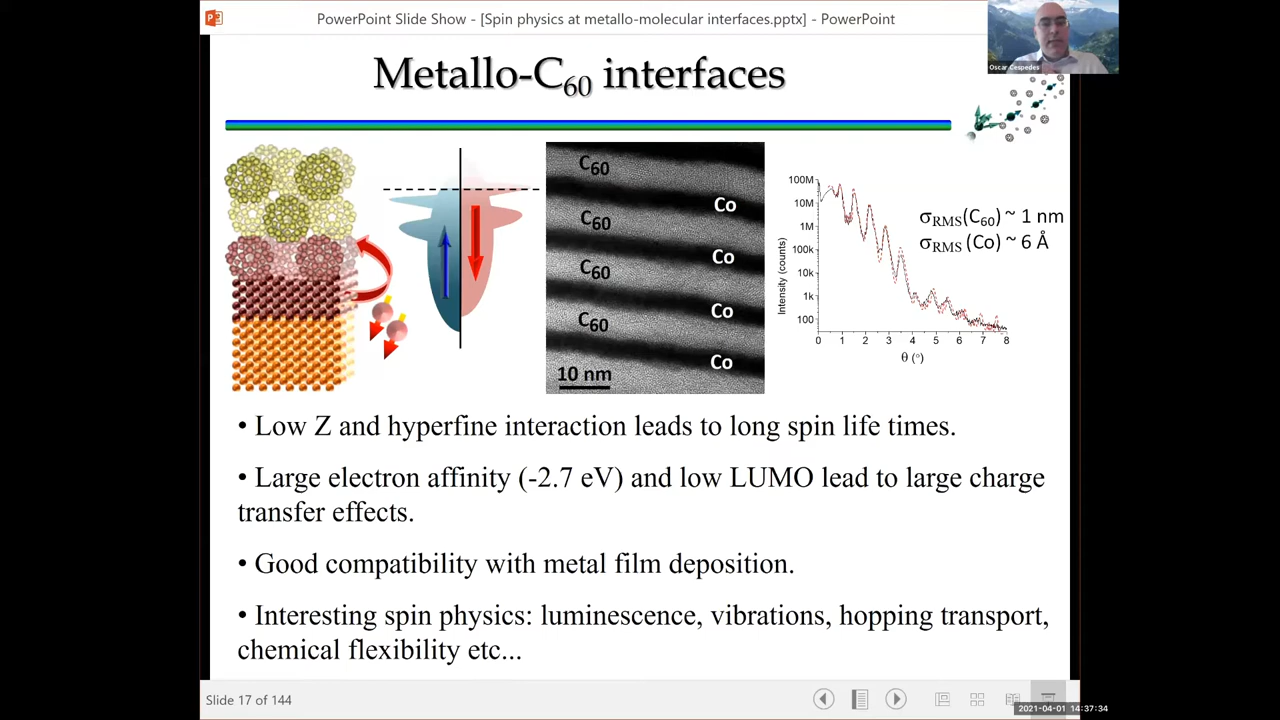 PowerPoint Slide Show - [Spin physics at metallo-molecular interfaces.pptx] - PowerPoint
Oscar Cespedes
Metallo-C60 interfaces
C60
Co
C60
Co
C60
Co
C60
Co
10 nm
100M
10M
1M
100k
10k
1k
100
Intensity (counts)
0 1 2 3 4 5 6 7 8
θ (°)
σRMS(C60) ~ 1 nm
σRMS (Co) ~ 6 Å
• Low Z and hyperfine interaction leads to long spin life times.
• Large electron affinity (-2.7 eV) and low LUMO lead to large charge
transfer effects.
• Good compatibility with metal film deposition.
• Interesting spin physics: luminescence, vibrations, hopping transport,
chemical flexibility etc...
Slide 17 of 144
2021-04-01 14:37:34